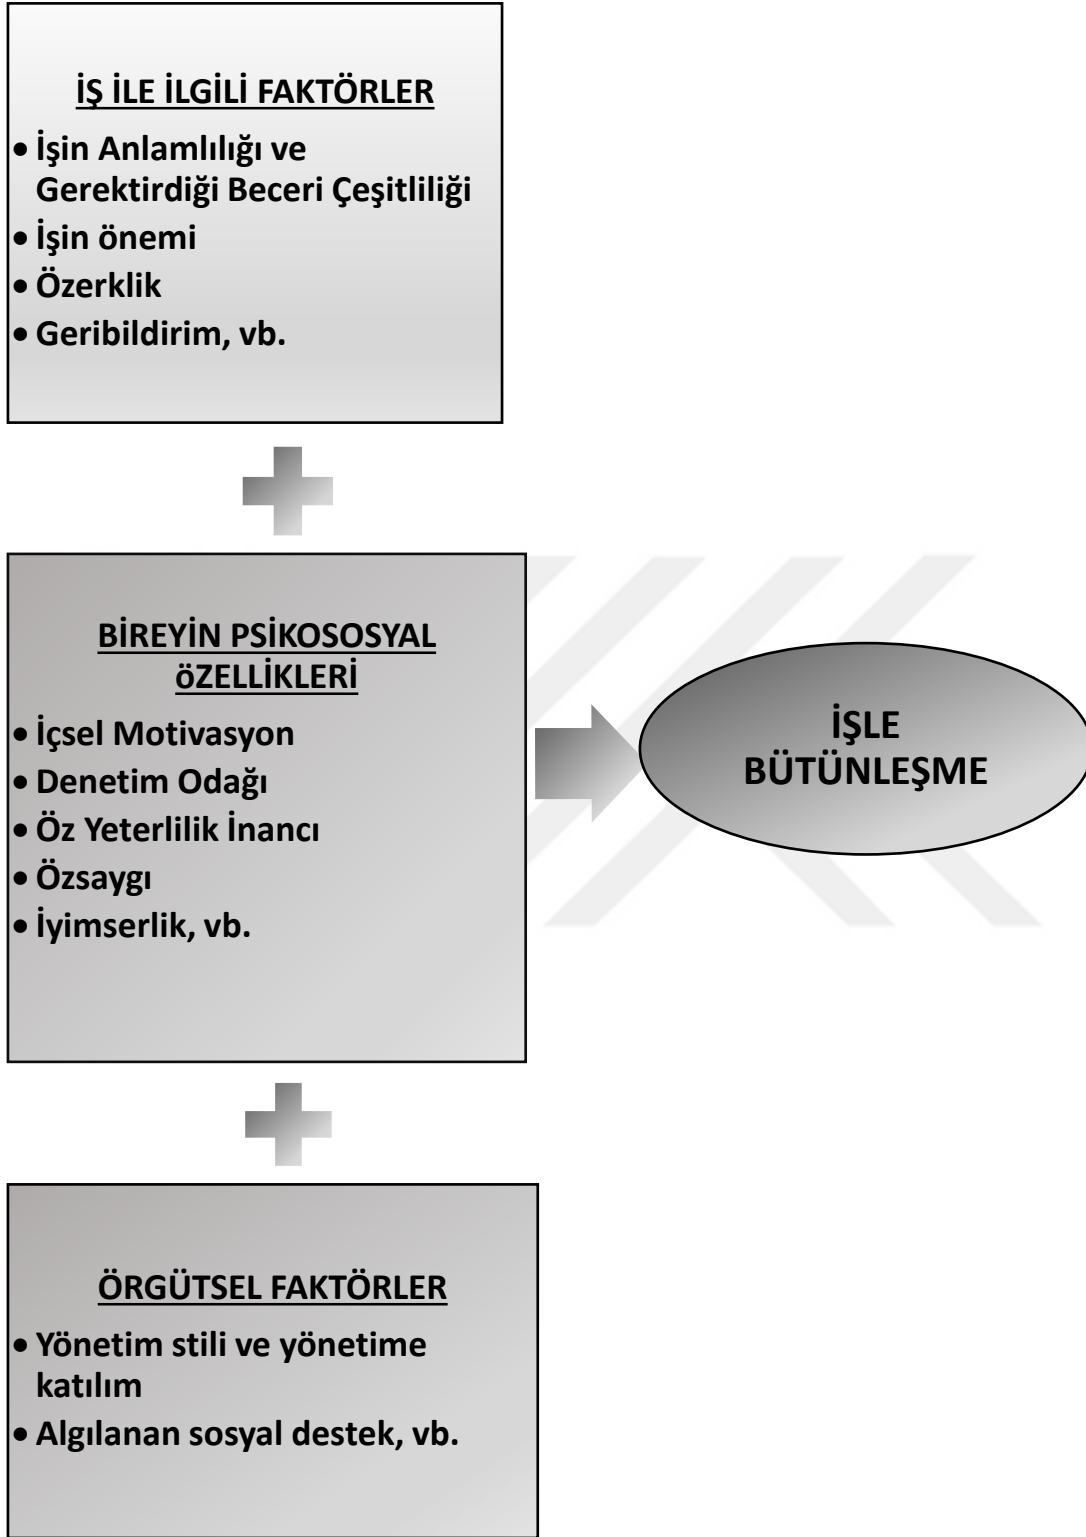 İŞ İLE İLGİLİ FAKTÖRLER
• İşin Anlamlılığı ve
Gerektirdiği Beceri Çeşitliliği
• İşin önemi
• Özerklik
• Geribildirim, vb.
BİREYİN PSİKOSOSYAL
öZELLİKLERİ
• İçsel Motivasyon
• Denetim Odağı
• Öz Yeterlilik İnancı
• Özsaygı
• İyimserlik, vb.
İŞLE
BÜTÜNLEŞME
ÖRGÜTSEL FAKTÖRLER
• Yönetim stili ve yönetime
katılım
• Algılanan sosyal destek, vb.